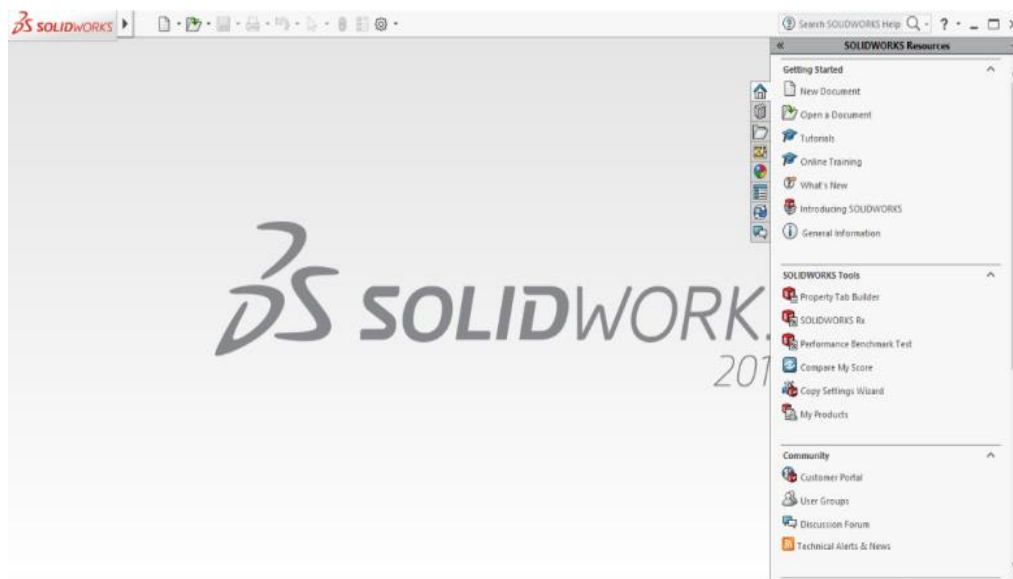 SOLIDWORKS
Search SOLIDWORKS Help
?
SOLIDWORKS Resources
Getting Started
New Document
Open a Document
Tutorials
Online Training
What's New
Introducing SOLIDWORKS
General Information
SOLIDWORKS Tools
Property Tab Builder
SOLIDWORKS Rx
Performance Benchmark Test
Compare My Score
Copy Settings Wizard
My Products
Community
Customer Portal
User Groups
Discussion Forum
Technical Alerts & News
SOLIDWORK
201